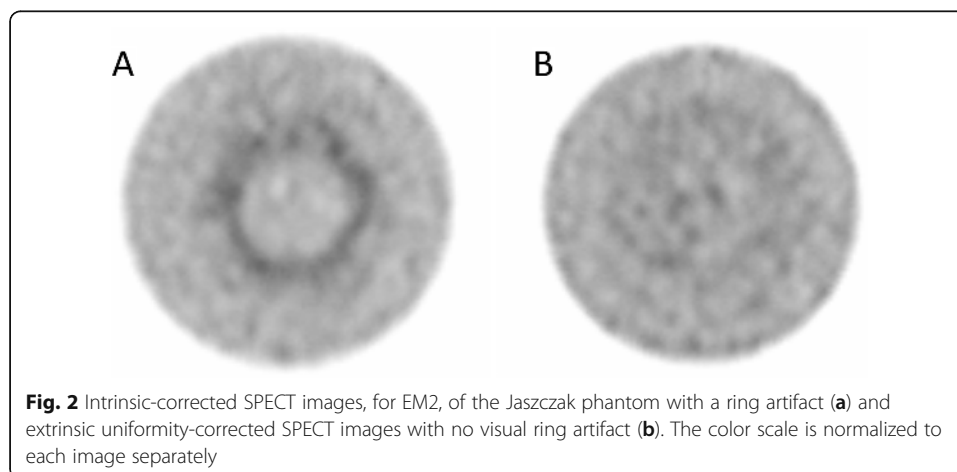 A
B
Fig. 2 Intrinsic-corrected SPECT images, for EM2, of the Jaszczak phantom with a ring artifact (a) and
extrinsic uniformity-corrected SPECT images with no visual ring artifact (b). The color scale is normalized to
each image separately